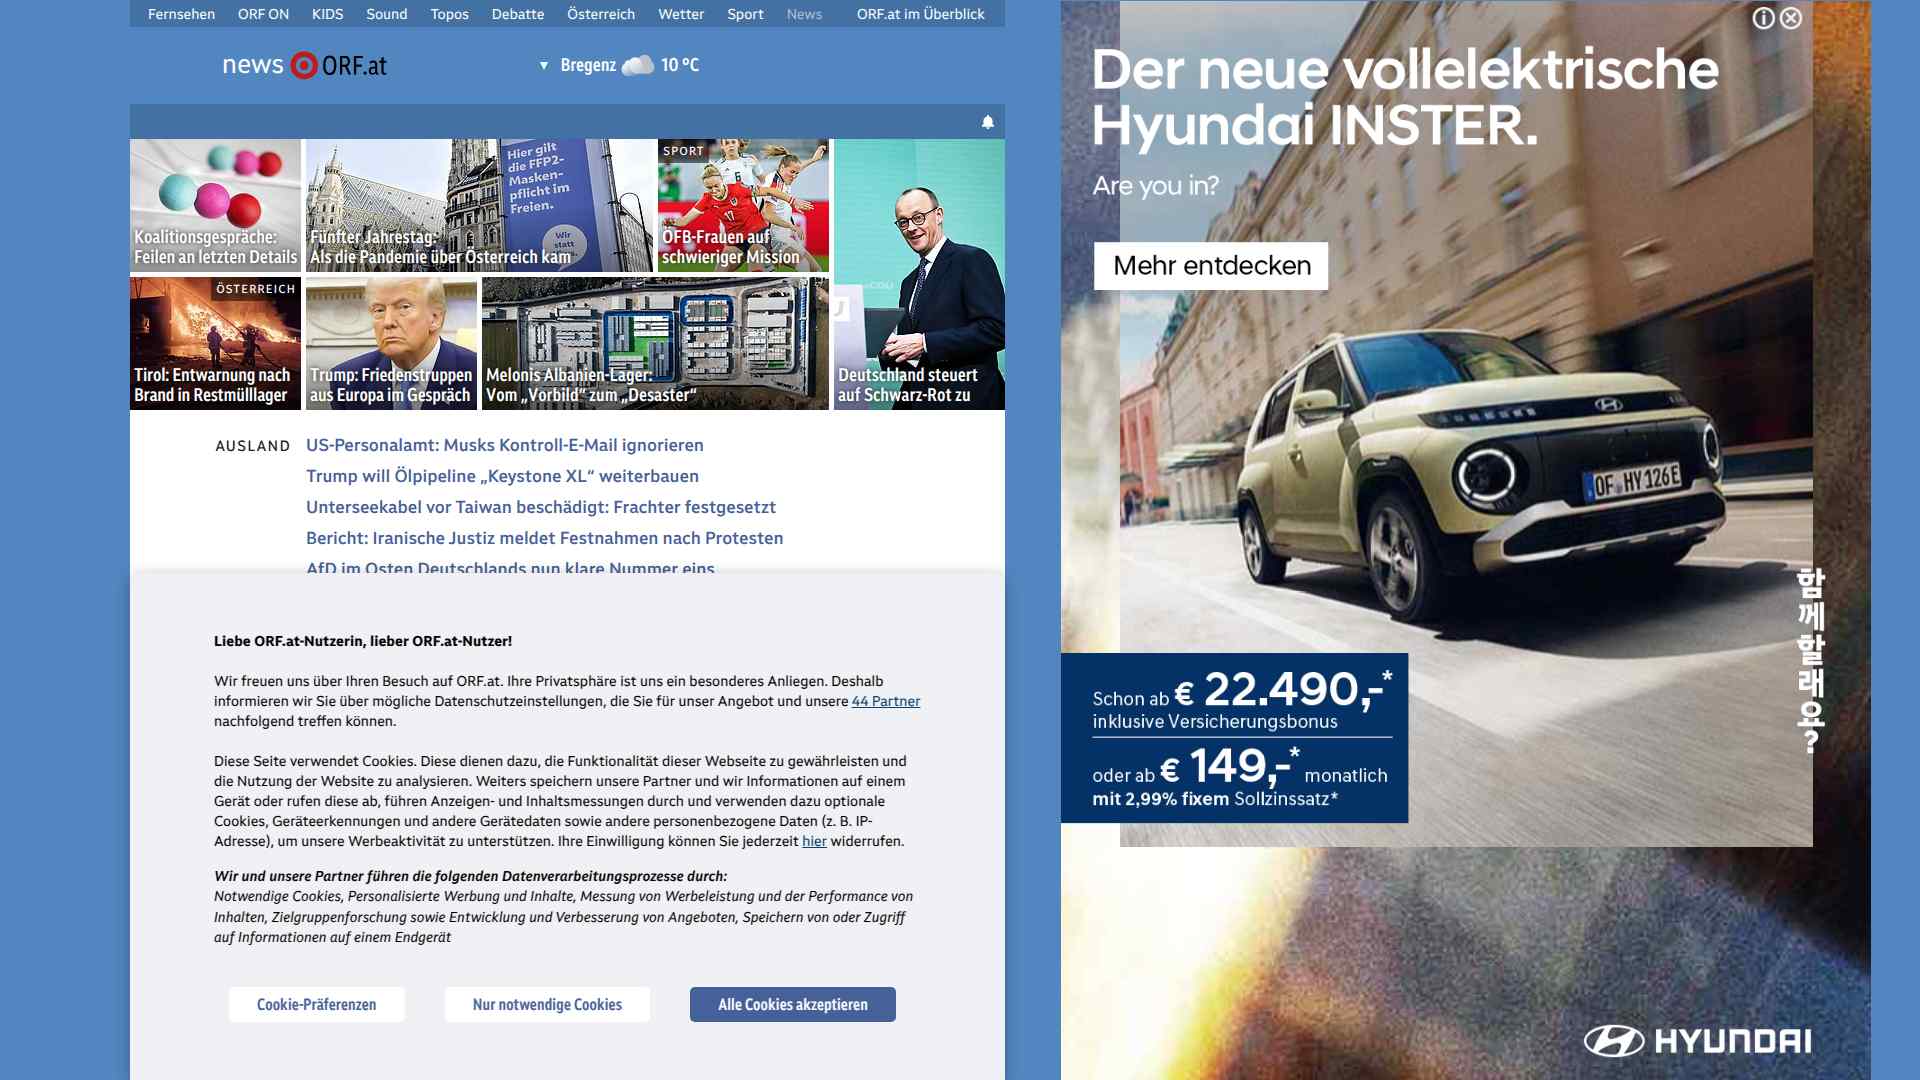 Fernsehen ORF ON KIDS Sound Topos Debatte Österreich Wetter Sport News ORF.at im Überblick
news ORF.at
▼ Bregenz 10 °C
Hier gilt
die FFP2-
Masken-
pflicht im
Freien.
Wir
statt
Koalitionsgespräche:
Feilen an letzten Details
Fünfter Jahrestag:
Als die Pandemie über Österreich kam
SPORT
ÖFB-Frauen auf
schwieriger Mission
ÖSTERREICH
Tirol: Entwarnung nach
Brand in Restmülllager
Trump: Friedenstruppen
aus Europa im Gespräch
Melonis Albanien-Lager:
Vom „Vorbild“ zum „Desaster“
CDU
Deutschland steuert
auf Schwarz-Rot zu
AUSLAND
US-Personalamt: Musks Kontroll-E-Mail ignorieren
Trump will Ölpipeline „Keystone XL“ weiterbauen
Unterseekabel vor Taiwan beschädigt: Frachter festgesetzt
Bericht: Iranische Justiz meldet Festnahmen nach Protesten
AfD im Osten Deutschlands nun klare Nummer eins
Liebe ORF.at-Nutzerin, lieber ORF.at-Nutzer!
Wir freuen uns über Ihren Besuch auf ORF.at. Ihre Privatsphäre ist uns ein besonderes Anliegen. Deshalb
informieren wir Sie über mögliche Datenschutzeinstellungen, die Sie für unser Angebot und unsere 44 Partner
nachfolgend treffen können.
Diese Seite verwendet Cookies. Diese dienen dazu, die Funktionalität dieser Webseite zu gewährleisten und
die Nutzung der Website zu analysieren. Weiters speichern unsere Partner und wir Informationen auf einem
Gerät oder rufen diese ab, führen Anzeigen- und Inhaltsmessungen durch und verwenden dazu optionale
Cookies, Geräteerkennungen und andere Gerätedaten sowie andere personenbezogene Daten (z. B. IP-
Adresse), um unsere Werbeaktivität zu unterstützen. Ihre Einwilligung können Sie jederzeit hier widerrufen.
Wir und unsere Partner führen die folgenden Datenverarbeitungsprozesse durch:
Notwendige Cookies, Personalisierte Werbung und Inhalte, Messung von Werbeleistung und der Performance von
Inhalten, Zielgruppenforschung sowie Entwicklung und Verbesserung von Angeboten, Speichern von oder Zugriff
auf Informationen auf einem Endgerät
Cookie-Präferenzen
Nur notwendige Cookies
Alle Cookies akzeptieren
Der neue vollelektrische
Hyundai INSTER.
Are you in?
Mehr entdecken
OF HY 126 E
함께할래요?
Schon ab € 22.490,-*
inklusive Versicherungsbonus
oder ab € 149,-* monatlich
mit 2,99% fixem Sollzinssatz*
HYUNDAI